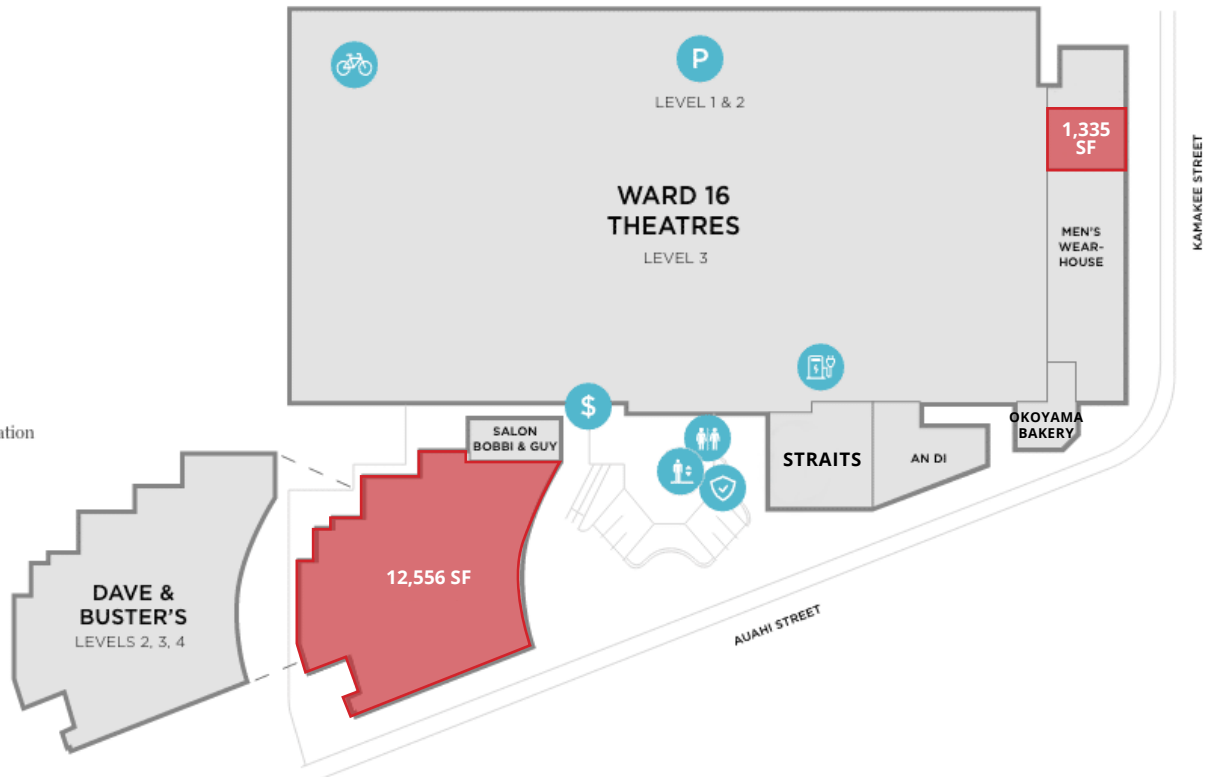 P
LEVEL 1 & 2
1,335
SF
WARD 16
THEATRES
LEVEL 3
MEN'S
WEAR-
HOUSE
KAMAKEE STREET
$
OKOYAMA
BAKERY
SALON
BOBBI & GUY
ation
STRAITS
AN DI
12,556 SF
DAVE &
BUSTER'S
LEVELS 2, 3, 4
AUAHI STREET